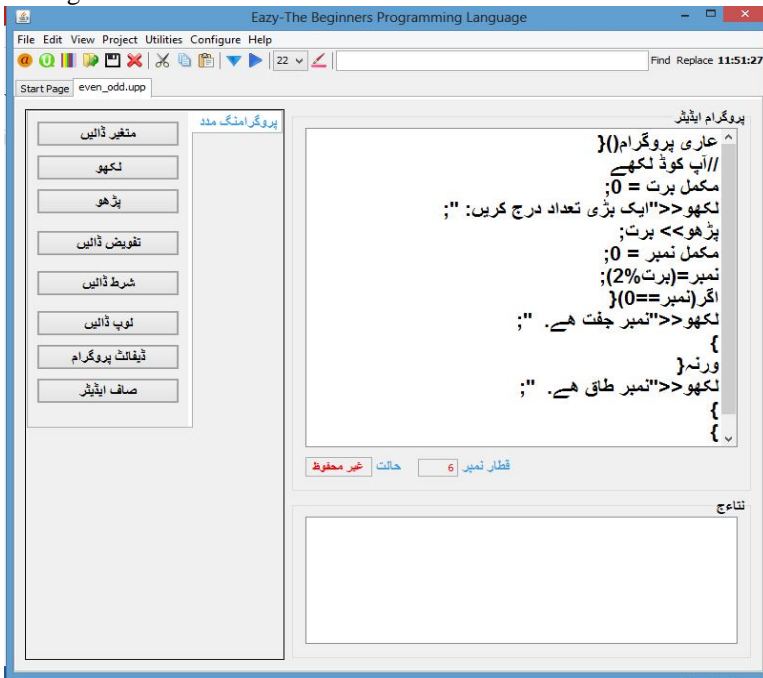 Eazy-The Beginners Programming Language
File Edit View Project Utilities Configure Help
22 Find Replace 11:51:27
Start Page even_odd.upp
پروگرامنگ مدد
متغیر ڈالیں
لکھو
پڑھو
تفویض ڈالیں
شرط ڈالیں
لوپ ڈالیں
ڈیفالٹ پروگرام
صاف ایڈیٹر
پروگرام ایڈیٹر
عاری پروگرام(){
//آپ کوڈ لکھے
مکمل برت = 0;
لکھو<<"ایک بڑی تعداد درج کریں: ";
پڑھو>> برت;
مکمل نمبر = 0;
نمبر=(برت%2);
اگر(نمبر==0){
لکھو<<"نمبر جفت ھے. ";
}
ورنہ{
لکھو<<"نمبر طاق ھے. ";
}
}
قطار نمبر 6 حالت غیر محفوظ
نتاءج